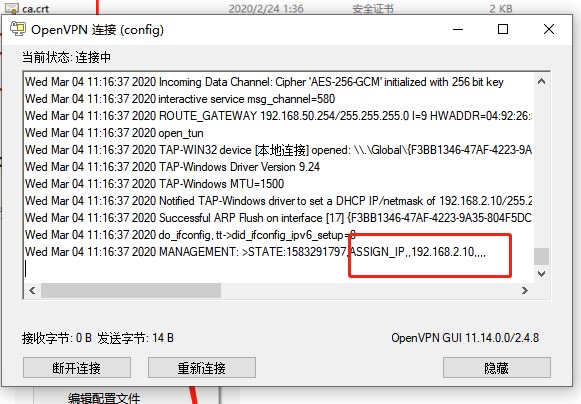 ca.crt 2020/2/24 1:36 安全证书 2 KB
OpenVPN 连接 (config)
当前状态: 连接中
Wed Mar 04 11:16:37 2020 Incoming Data Channel: Cipher 'AES-256-GCM' initialized with 256 bit key
Wed Mar 04 11:16:37 2020 interactive service msg_channel=580
Wed Mar 04 11:16:37 2020 ROUTE_GATEWAY 192.168.50.254/255.255.255.0 I=9 HWADDR=04:92:26:
Wed Mar 04 11:16:37 2020 open_tun
Wed Mar 04 11:16:37 2020 TAP-WIN32 device [本地连接] opened: \\.\Global\{F3BB1346-47AF-4223-9A
Wed Mar 04 11:16:37 2020 TAP-Windows Driver Version 9.24
Wed Mar 04 11:16:37 2020 TAP-Windows MTU=1500
Wed Mar 04 11:16:37 2020 Notified TAP-Windows driver to set a DHCP IP/netmask of 192.168.2.10/255.2
Wed Mar 04 11:16:37 2020 Successful ARP Flush on interface [17] {F3BB1346-47AF-4223-9A35-804F5DC
Wed Mar 04 11:16:37 2020 do_ifconfig, tt->did_ifconfig_ipv6_setup=0
Wed Mar 04 11:16:37 2020 MANAGEMENT: >STATE:1583291797,ASSIGN_IP,,192.168.2.10,,,,
接收字节: 0 B 发送字节: 14 B OpenVPN GUI 11.14.0.0/2.4.8
断开连接 重新连接 隐藏
编辑配置文件